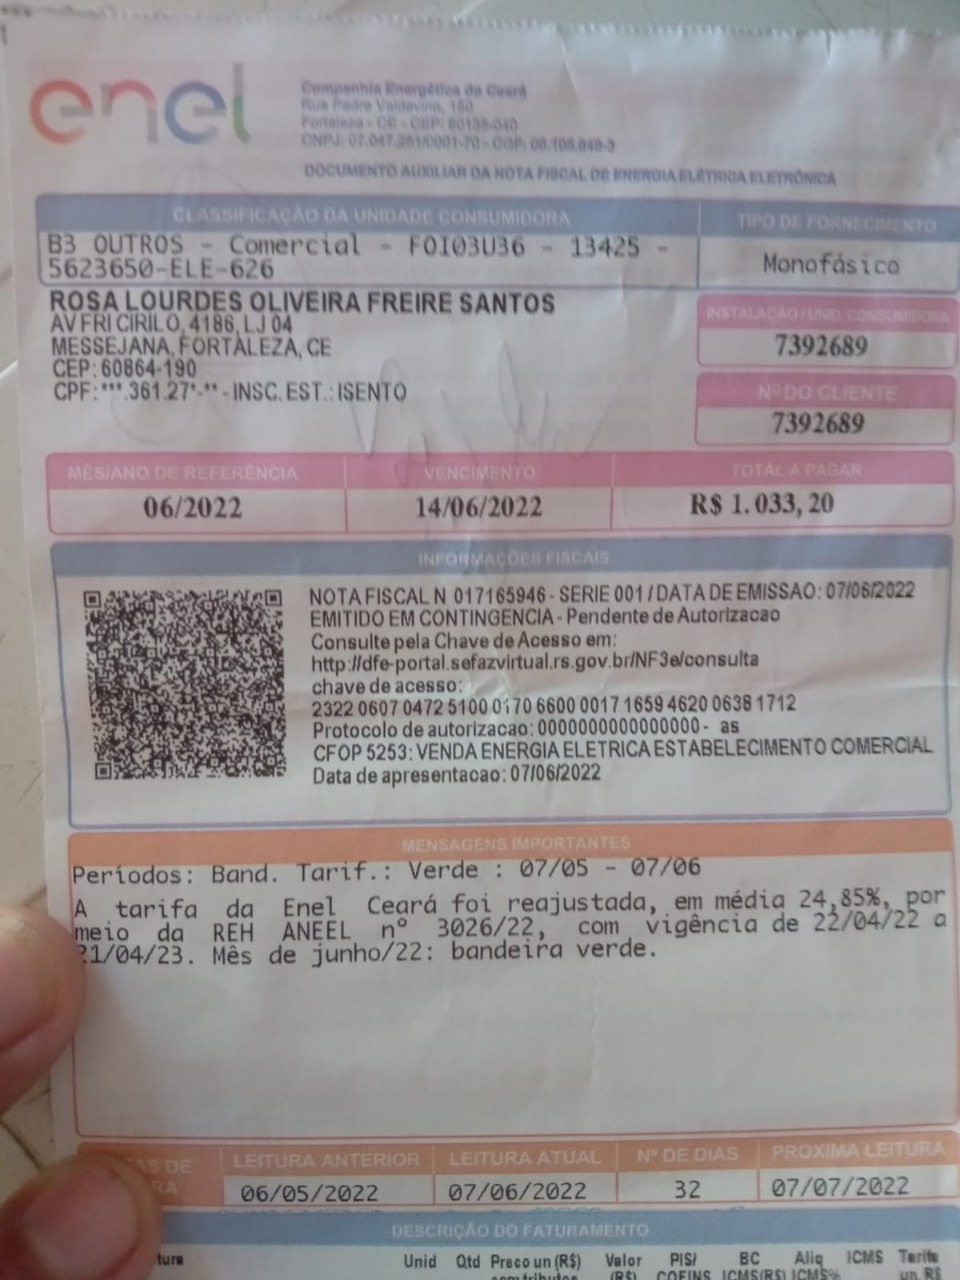 enel
Companhia Energética do Ceará
Rua Padre Valdevino, 150
Fortaleza - CE - CEP: 60135-040
CNPJ: 07.047.251/0001-70 - CGF: 06.105.848-3
DOCUMENTO AUXILIAR DA NOTA FISCAL DE ENERGIA ELÉTRICA ELETRÔNICA
CLASSIFICAÇÃO DA UNIDADE CONSUMIDORA
TIPO DE FORNECIMENTO
B3 OUTROS - Comercial - F0I03U36 - 13425 -
5623650-ELE-626
Monofásico
ROSA LOURDES OLIVEIRA FREIRE SANTOS
AV FRI CIRILO, 4186, LJ 04
MESSEJANA, FORTALEZA, CE
CEP: 60864-190
CPF: ***.361.27*-** - INSC. EST.: ISENTO
INSTALAÇÃO / UNID. CONSUMIDORA
7392689
Nº DO CLIENTE
7392689
MÊS/ANO DE REFERÊNCIA VENCIMENTO TOTAL A PAGAR
06/2022 14/06/2022 R$ 1.033,20
INFORMAÇÕES FISCAIS
NOTA FISCAL N 017165946 - SERIE 001 / DATA DE EMISSAO: 07/06/2022
EMITIDO EM CONTINGENCIA - Pendente de Autorizacao
Consulte pela Chave de Acesso em:
http://dfe-portal.sefazvirtual.rs.gov.br/NF3e/consulta
chave de acesso:
2322 0607 0472 5100 0170 6600 0017 1659 4620 0638 1712
Protocolo de autorizacao: 0000000000000000 - as
CFOP 5253: VENDA ENERGIA ELETRICA ESTABELECIMENTO COMERCIAL
Data de apresentacao: 07/06/2022
MENSAGENS IMPORTANTES
Períodos: Band. Tarif.: Verde : 07/05 - 07/06
A tarifa da Enel Ceará foi reajustada, em média 24,85%, por
meio da REH ANEEL nº 3026/22, com vigência de 22/04/22 a
21/04/23. Mês de junho/22: bandeira verde.
DE LEITURA ANTERIOR LEITURA ATUAL Nº DE DIAS PRÓXIMA LEITURA
06/05/2022 07/06/2022 32 07/07/2022
DESCRIÇÃO DO FATURAMENTO
Unid Qtd Preco un (R$) Valor PIS/ BC Aliq ICMS Tarifa
com tributos (R$) COFINS ICMS(R$) ICMS% un. R$